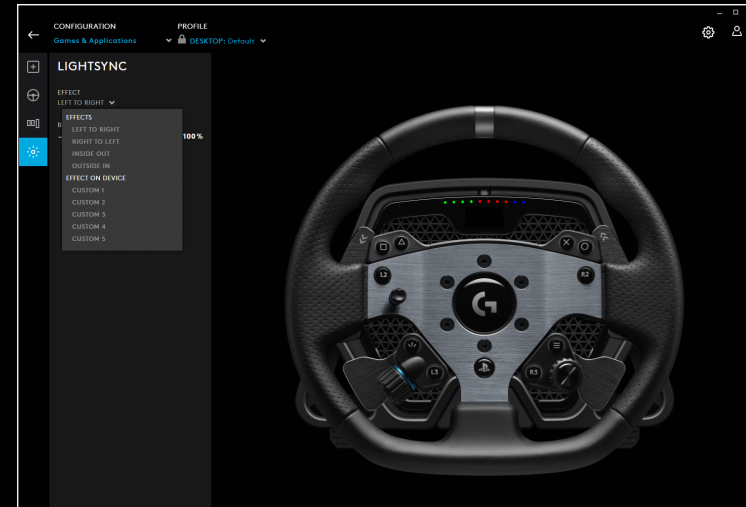 CONFIGURATION
PROFILE
Games & Applications
DESKTOP: Default
LIGHTSYNC
EFFECT
LEFT TO RIGHT
EFFECTS
LEFT TO RIGHT
RIGHT TO LEFT
INSIDE OUT
OUTSIDE IN
EFFECT ON DEVICE
CUSTOM 1
CUSTOM 2
CUSTOM 3
CUSTOM 4
CUSTOM 5
100%
L2
R2
G
L3
R3